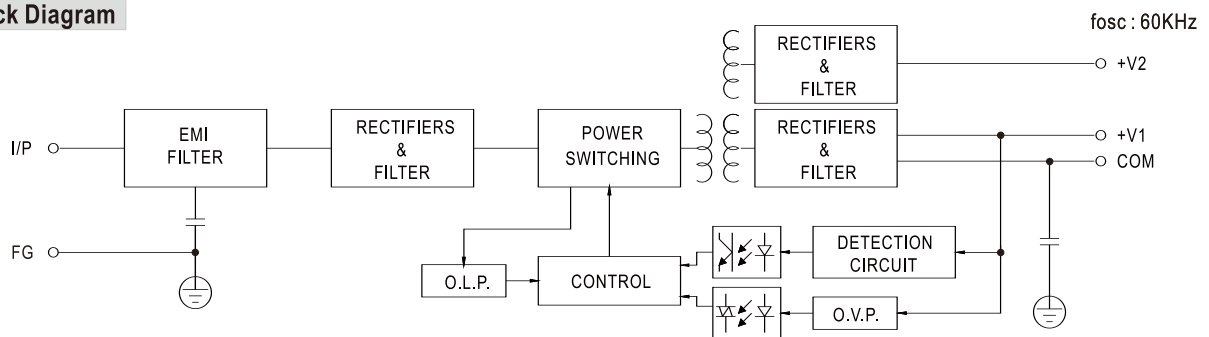 ck Diagram
fosc : 60KHz
RECTIFIERS
&
FILTER
+V2
I/P
EMI
FILTER
RECTIFIERS
&
FILTER
POWER
SWITCHING
RECTIFIERS
&
FILTER
+V1
COM
FG
O.L.P.
CONTROL
DETECTION
CIRCUIT
O.V.P.